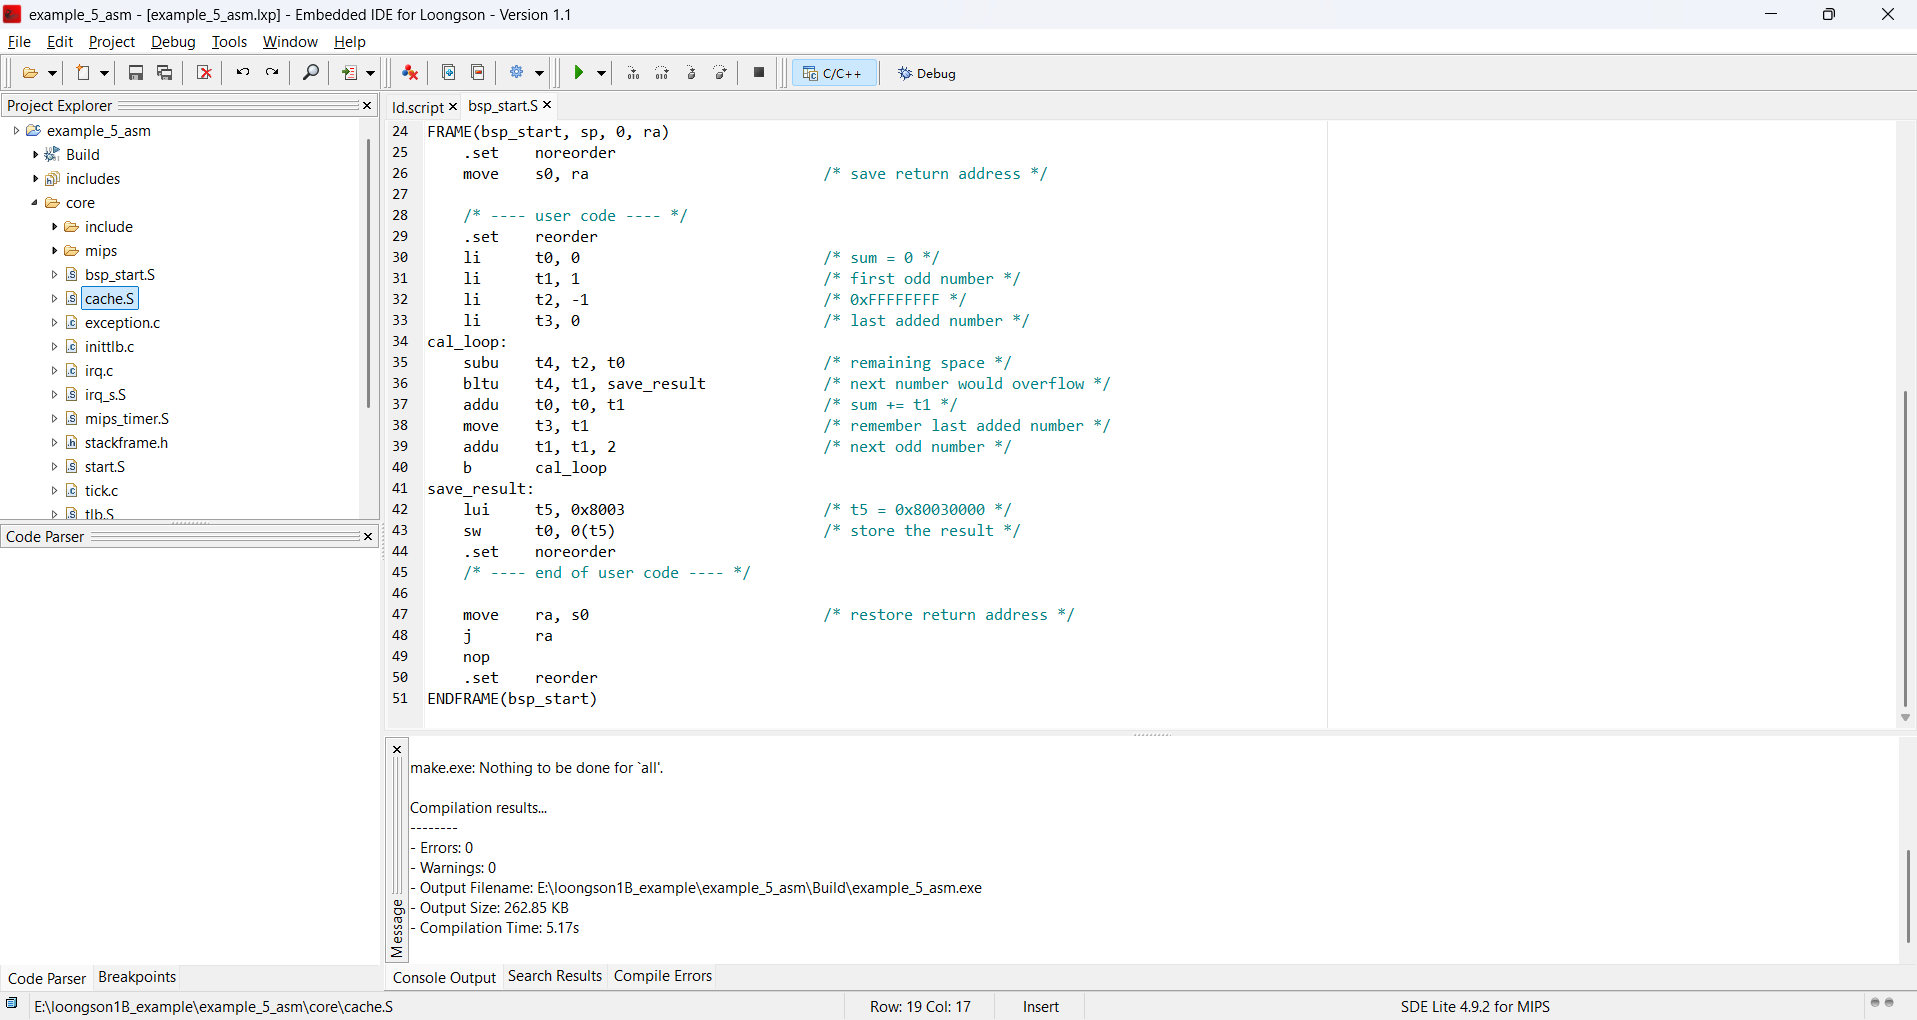 example_5_asm - [example_5_asm.lxp] - Embedded IDE for Loongson - Version 1.1
File Edit Project Debug Tools Window Help
C/C++ Debug
Project Explorer
example_5_asm
Build
includes
core
include
mips
bsp_start.S
cache.S
exception.c
inittlb.c
irq.c
irq_s.S
mips_timer.S
stackframe.h
start.S
tick.c
tlb.S
Code Parser
Code Parser Breakpoints
ld.script bsp_start.S
24 FRAME(bsp_start, sp, 0, ra)
25 .set noreorder
26 move s0, ra /* save return address */
27
28 /* ---- user code ---- */
29 .set reorder
30 li t0, 0 /* sum = 0 */
31 li t1, 1 /* first odd number */
32 li t2, -1 /* 0xFFFFFFFF */
33 li t3, 0 /* last added number */
34 cal_loop:
35 subu t4, t2, t0 /* remaining space */
36 bltu t4, t1, save_result /* next number would overflow */
37 addu t0, t0, t1 /* sum += t1 */
38 move t3, t1 /* remember last added number */
39 addu t1, t1, 2 /* next odd number */
40 b cal_loop
41 save_result:
42 lui t5, 0x8003 /* t5 = 0x80030000 */
43 sw t0, 0(t5) /* store the result */
44 .set noreorder
45 /* ---- end of user code ---- */
46
47 move ra, s0 /* restore return address */
48 j ra
49 nop
50 .set reorder
51 ENDFRAME(bsp_start)
Message
make.exe: Nothing to be done for `all'.
Compilation results...
--------
- Errors: 0
- Warnings: 0
- Output Filename: E:\loongson1B_example\example_5_asm\Build\example_5_asm.exe
- Output Size: 262.85 KB
- Compilation Time: 5.17s
Console Output Search Results Compile Errors
E:\loongson1B_example\example_5_asm\core\cache.S Row: 19 Col: 17 Insert SDE Lite 4.9.2 for MIPS